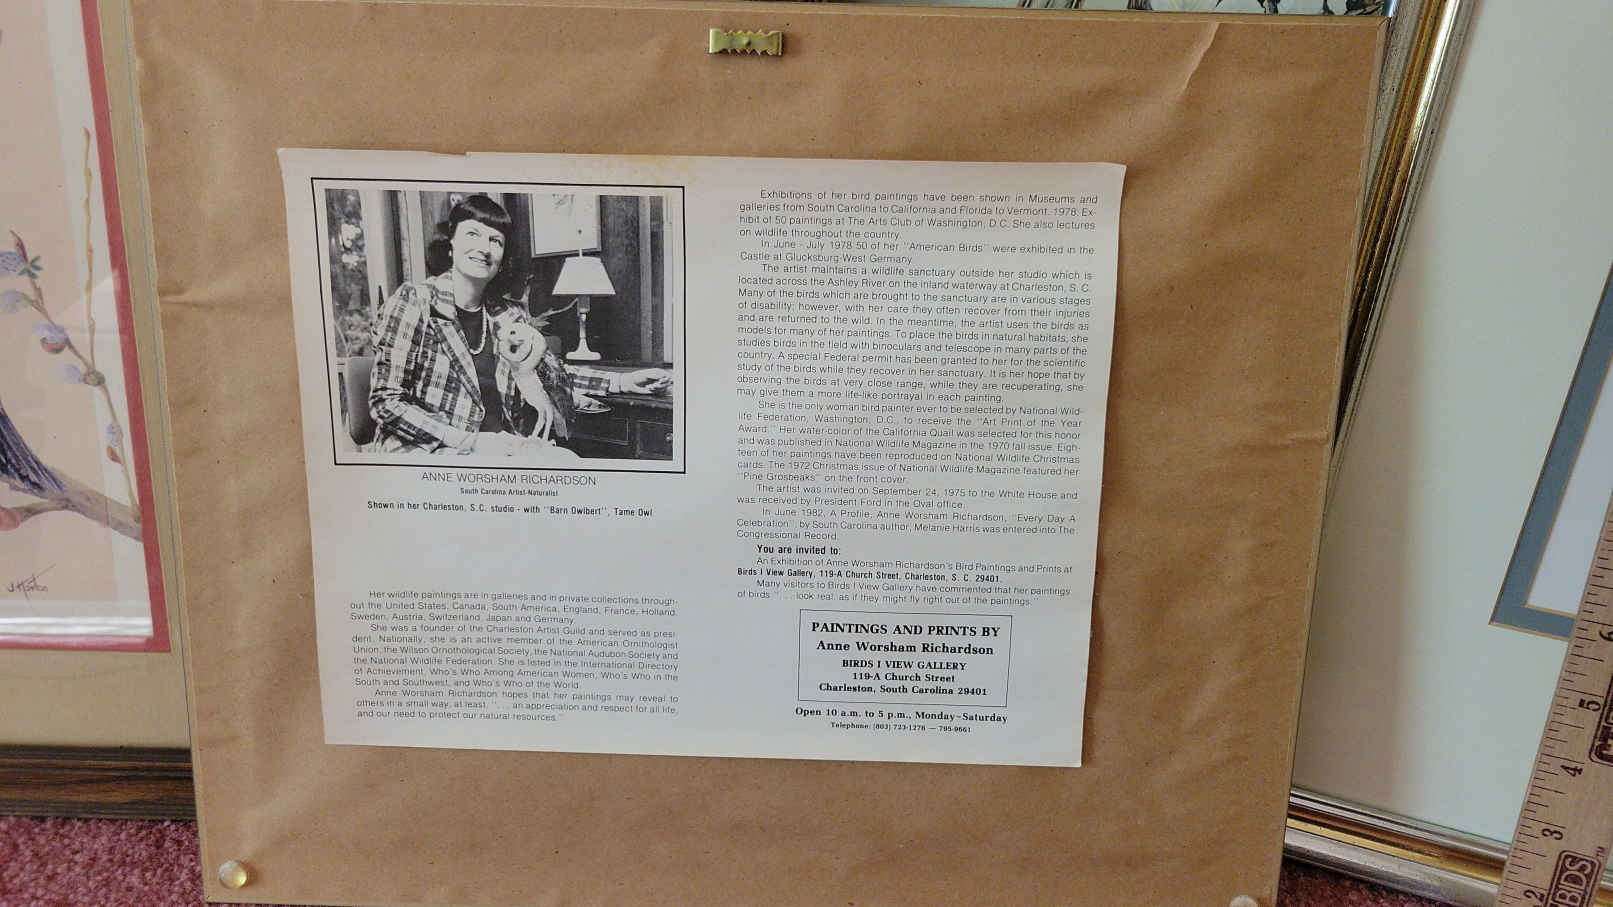 ANNE WORSHAM RICHARDSON
South Carolina Artist-Naturalist
Shown in her Charleston, S.C. studio - with "Barn Owlbert", Tame Owl
Her wildlife paintings are in galleries and in private collections through-
out the United States, Canada, South America, England, France, Holland,
Sweden, Austria, Switzerland, Japan and Germany.
She was a founder of the Charleston Artist Guild and served as presi-
dent. Nationally, she is an active member of the American Ornithologist
Union, the Wilson Ornothological Society, the National Audubon Society and
the National Wildlife Federation. She is listed in the International Directory
of Achievement, Who's Who Among American Women, Who's Who in the
South and Southwest, and Who's Who of the World.
Anne Worsham Richardson hopes that her paintings may reveal to
others in a small way, at least, ". . . an appreciation and respect for all life,
and our need to protect our natural resources."
Exhibitions of her bird paintings have been shown in Museums and
galleries from South Carolina to California and Florida to Vermont. 1978: Ex-
hibit of 50 paintings at The Arts Club of Washington, D.C. She also lectures
on wildlife throughout the country.
In June - July 1978 50 of her "American Birds" were exhibited in the
Castle at Glucksburg-West Germany.
The artist maintains a wildlife sanctuary outside her studio which is
located across the Ashley River on the inland waterway at Charleston, S. C.
Many of the birds which are brought to the sanctuary are in various stages
of disability; however, with her care they often recover from their injuries
and are returned to the wild. In the meantime, the artist uses the birds as
models for many of her paintings. To place the birds in natural habitats, she
studies birds in the field with binoculars and telescope in many parts of the
country. A special Federal permit has been granted to her for the scientific
study of the birds while they recover in her sanctuary. It is her hope that by
observing the birds at very close range, while they are recuperating, she
may give them a more life-like portrayal in each painting.
She is the only woman bird painter ever to be selected by National Wild-
life Federation, Washington, D.C., to receive the "Art Print of the Year
Award." Her water-color of the California Quail was selected for this honor
and was published in National Wildlife Magazine in the 1970 fall issue. Eigh-
teen of her paintings have been reproduced on National Wildlife Christmas
cards. The 1972 Christmas issue of National Wildlife Magazine featured her
"Pine Grosbeaks" on the front cover.
The artist was invited on September 24, 1975 to the White House and
was received by President Ford in the Oval office.
In June 1982, A Profile, Anne Worsham Richardson, "Every Day A
Celebration", by South Carolina author, Melanie Harris was entered into The
Congressional Record.
You are invited to:
An Exhibition of Anne Worsham Richardson's Bird Paintings and Prints at
Birds I View Gallery, 119-A Church Street, Charleston, S. C. 29401.
Many visitors to Birds I View Gallery have commented that her paintings
of birds ". . . look real, as if they might fly right out of the paintings."
PAINTINGS AND PRINTS BY
Anne Worsham Richardson
BIRDS I VIEW GALLERY
119-A Church Street
Charleston, South Carolina 29401
Open 10 a.m. to 5 p.m., Monday–Saturday
Telephone: (803) 723-1276 — 795-9661
6
5
4
3
2